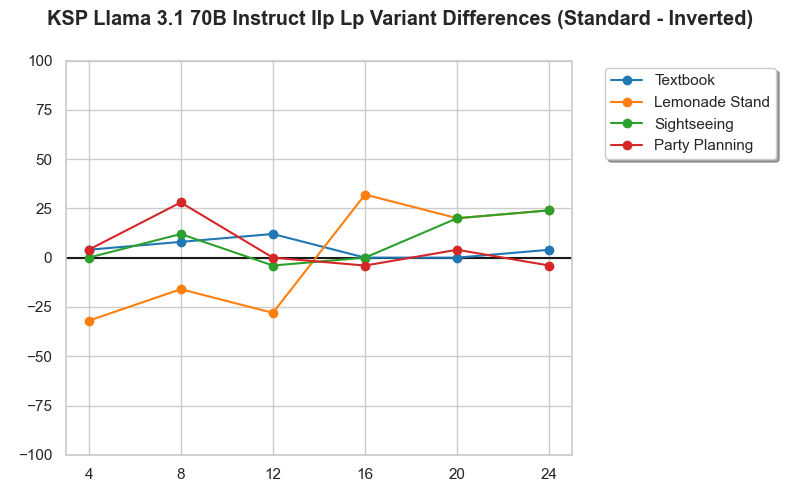 KSP Llama 3.1 70B Instruct Ilp Lp Variant Differences (Standard - Inverted)
100
75
50
25
0
−25
−50
−75
−100
4 8 12 16 20 24
Textbook
Lemonade Stand
Sightseeing
Party Planning